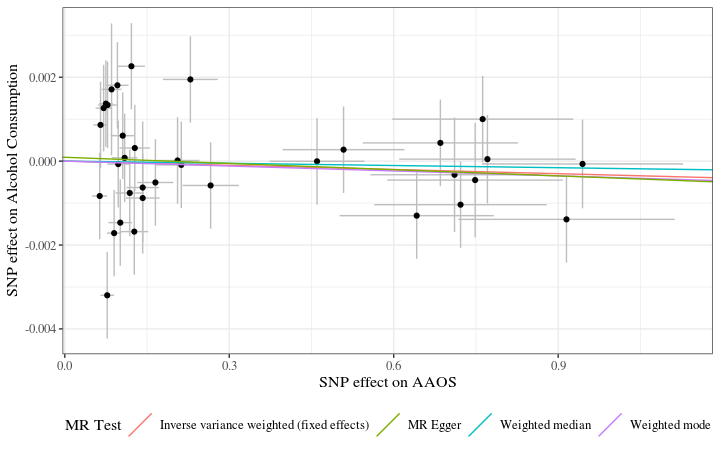 SNP effect on Alcohol Consumption
0.002
0.000
-0.002
-0.004
0.0 0.3 0.6 0.9
SNP effect on AAOS
MR Test Inverse variance weighted (fixed effects) MR Egger Weighted median Weighted mode